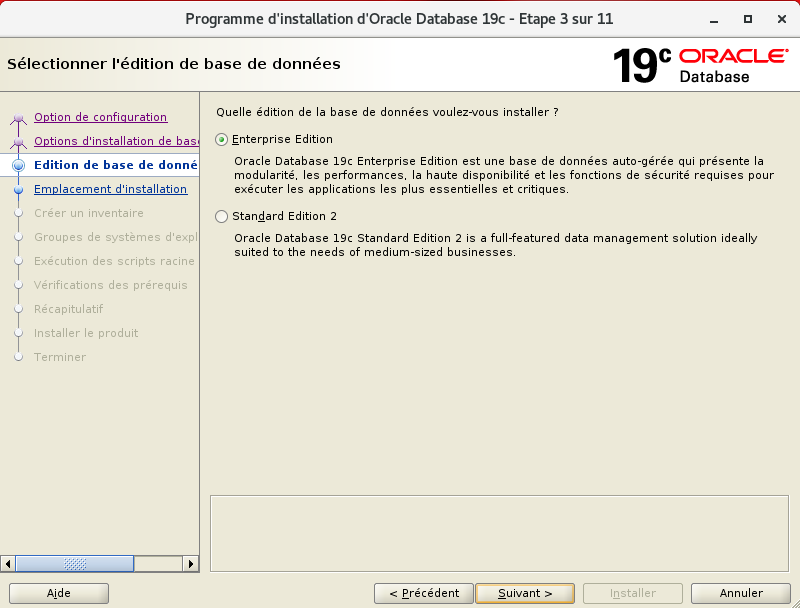 Programme d'installation d'Oracle Database 19c - Etape 3 sur 11
Sélectionner l'édition de base de données
19c ORACLE
Database
Option de configuration
Options d'installation de base
Edition de base de donné
Emplacement d'installation
Créer un inventaire
Groupes de systèmes d'expl
Exécution des scripts racine
Vérifications des prérequis
Récapitulatif
Installer le produit
Terminer
Quelle édition de la base de données voulez-vous installer ?
Enterprise Edition
Oracle Database 19c Enterprise Edition est une base de données auto-gérée qui présente la
modularité, les performances, la haute disponibilité et les fonctions de sécurité requises pour
exécuter les applications les plus essentielles et critiques.
Standard Edition 2
Oracle Database 19c Standard Edition 2 is a full-featured data management solution ideally
suited to the needs of medium-sized businesses.
Aide
< Précédent
Suivant >
Installer
Annuler